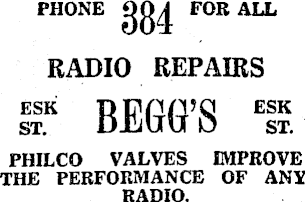 PHONE 384 FOR ALL
RADIO REPAIRS
ESK ST. BEGG'S ESK ST.
PHILCO VALVES IMPROVE
THE PERFORMANCE OF ANY
RADIO.